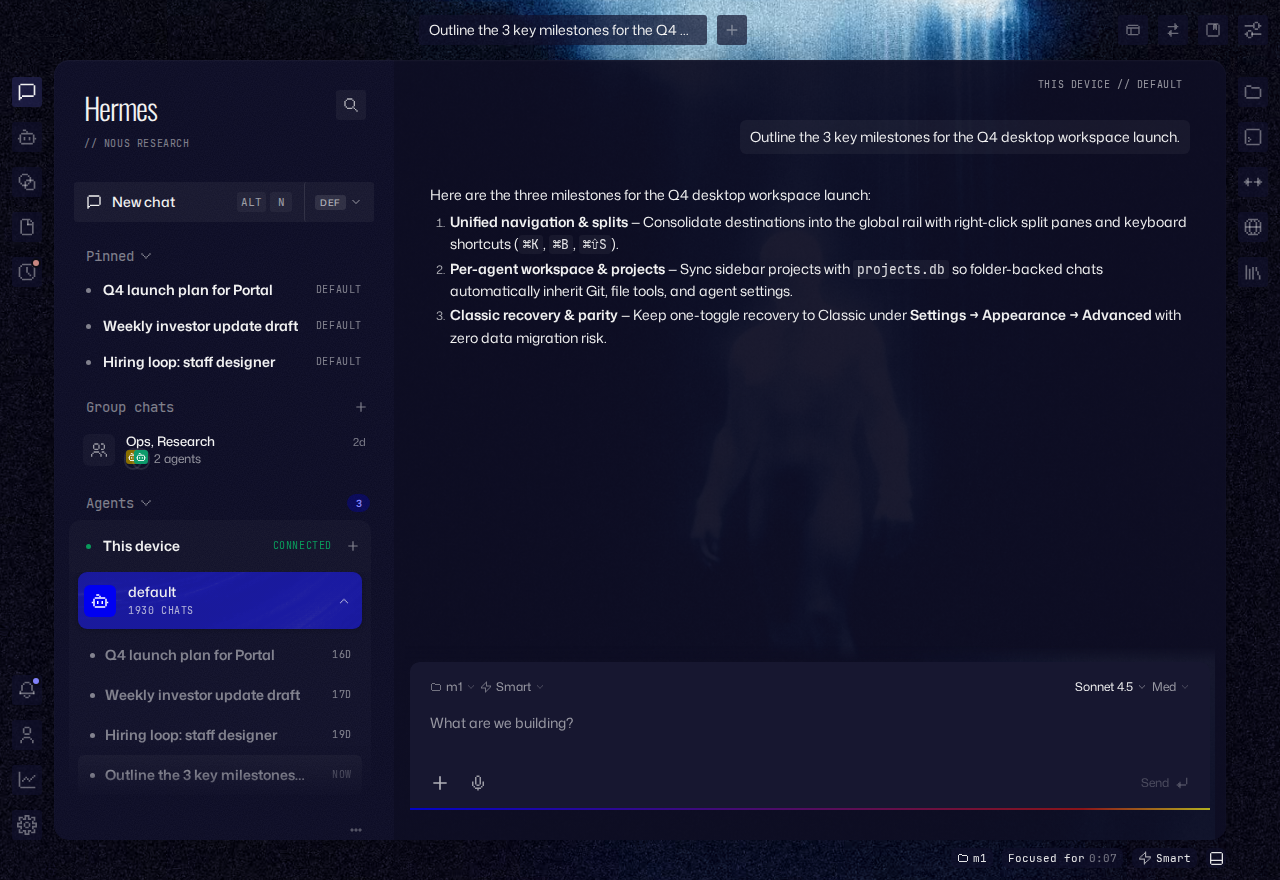 Outline the 3 key milestones for the Q4 ...
THIS DEVICE // DEFAULT
Hermes
// NOUS RESEARCH
New chat ALT N DEF
Pinned
Q4 launch plan for Portal DEFAULT
Weekly investor update draft DEFAULT
Hiring loop: staff designer DEFAULT
Group chats
Ops, Research 2d
2 agents
Agents 3
This device CONNECTED
default
1930 CHATS
Q4 launch plan for Portal 16D
Weekly investor update draft 17D
Hiring loop: staff designer 19D
Outline the 3 key milestones... NOW
Outline the 3 key milestones for the Q4 desktop workspace launch.
Here are the three milestones for the Q4 desktop workspace launch:
1. Unified navigation & splits — Consolidate destinations into the global rail with right-click split panes and keyboard
shortcuts ( ⌘K , ⌘B , ⌘⇧S ).
2. Per-agent workspace & projects — Sync sidebar projects with projects.db so folder-backed chats
automatically inherit Git, file tools, and agent settings.
3. Classic recovery & parity — Keep one-toggle recovery to Classic under Settings → Appearance → Advanced with
zero data migration risk.
m1 Smart Sonnet 4.5 Med
What are we building?
Send
m1 Focused for 0:07 Smart